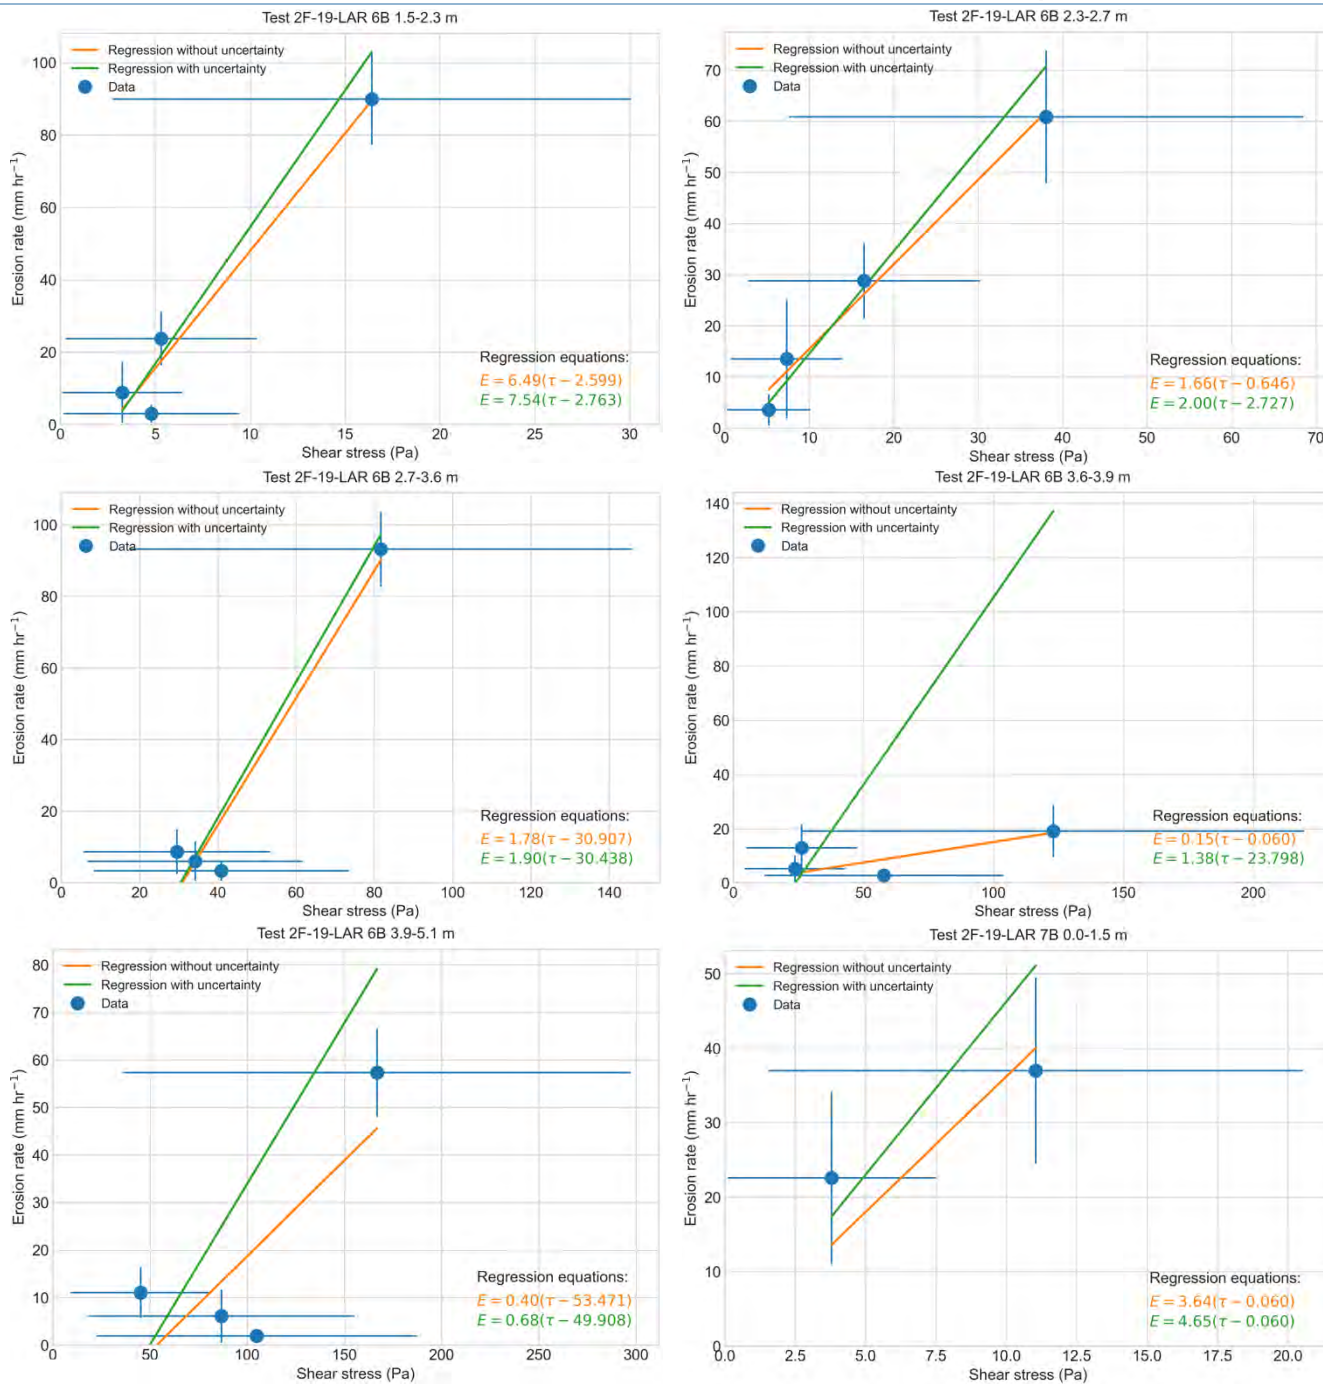 Test 2F-19-LAR 6B 1.5-2.3 m
Regression without uncertainty
Regression with uncertainty
Data
Erosion rate (mm hr⁻¹)
100
80
60
40
20
0
Regression equations:
E = 6.49(τ − 2.599)
E = 7.54(τ − 2.763)
0 5 10 15 20 25 30
Shear stress (Pa)
Test 2F-19-LAR 6B 2.3-2.7 m
Regression without uncertainty
Regression with uncertainty
Data
Erosion rate (mm hr⁻¹)
70
60
50
40
30
20
10
0
Regression equations:
E = 1.66(τ − 0.646)
E = 2.00(τ − 2.727)
0 10 20 30 40 50 60 70
Shear stress (Pa)
Test 2F-19-LAR 6B 2.7-3.6 m
Regression without uncertainty
Regression with uncertainty
Data
Erosion rate (mm hr⁻¹)
100
80
60
40
20
0
Regression equations:
E = 1.78(τ − 30.907)
E = 1.90(τ − 30.438)
0 20 40 60 80 100 120 140
Shear stress (Pa)
Test 2F-19-LAR 6B 3.6-3.9 m
Regression without uncertainty
Regression with uncertainty
Data
Erosion rate (mm hr⁻¹)
140
120
100
80
60
40
20
0
Regression equations:
E = 0.15(τ − 0.060)
E = 1.38(τ − 23.798)
0 50 100 150 200
Shear stress (Pa)
Test 2F-19-LAR 6B 3.9-5.1 m
Regression without uncertainty
Regression with uncertainty
Data
Erosion rate (mm hr⁻¹)
80
70
60
50
40
30
20
10
0
Regression equations:
E = 0.40(τ − 53.471)
E = 0.68(τ − 49.908)
0 50 100 150 200 250 300
Shear stress (Pa)
Test 2F-19-LAR 7B 0.0-1.5 m
Regression without uncertainty
Regression with uncertainty
Data
Erosion rate (mm hr⁻¹)
50
40
30
20
10
0
Regression equations:
E = 3.64(τ − 0.060)
E = 4.65(τ − 0.060)
0.0 2.5 5.0 7.5 10.0 12.5 15.0 17.5 20.0
Shear stress (Pa)